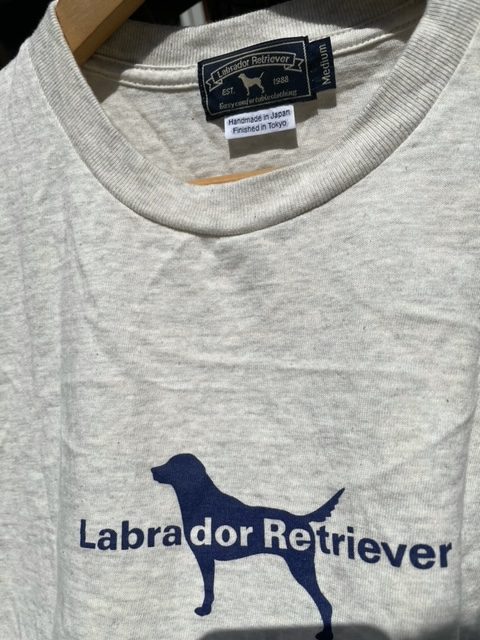 Labrador Retriever
EST. 1988
Easy comfortable clothing
Medium
Handmade in Japan
Finished in Tokyo
Labrador Retriever